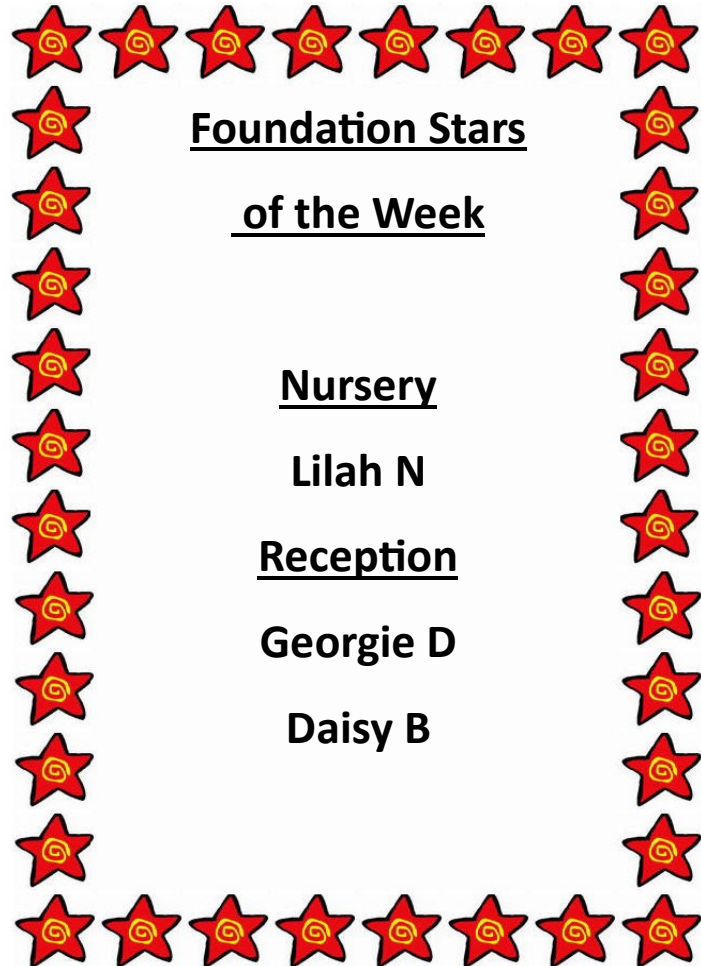 Foundation Stars
of the Week
Nursery
Lilah N
Reception
Georgie D
Daisy B